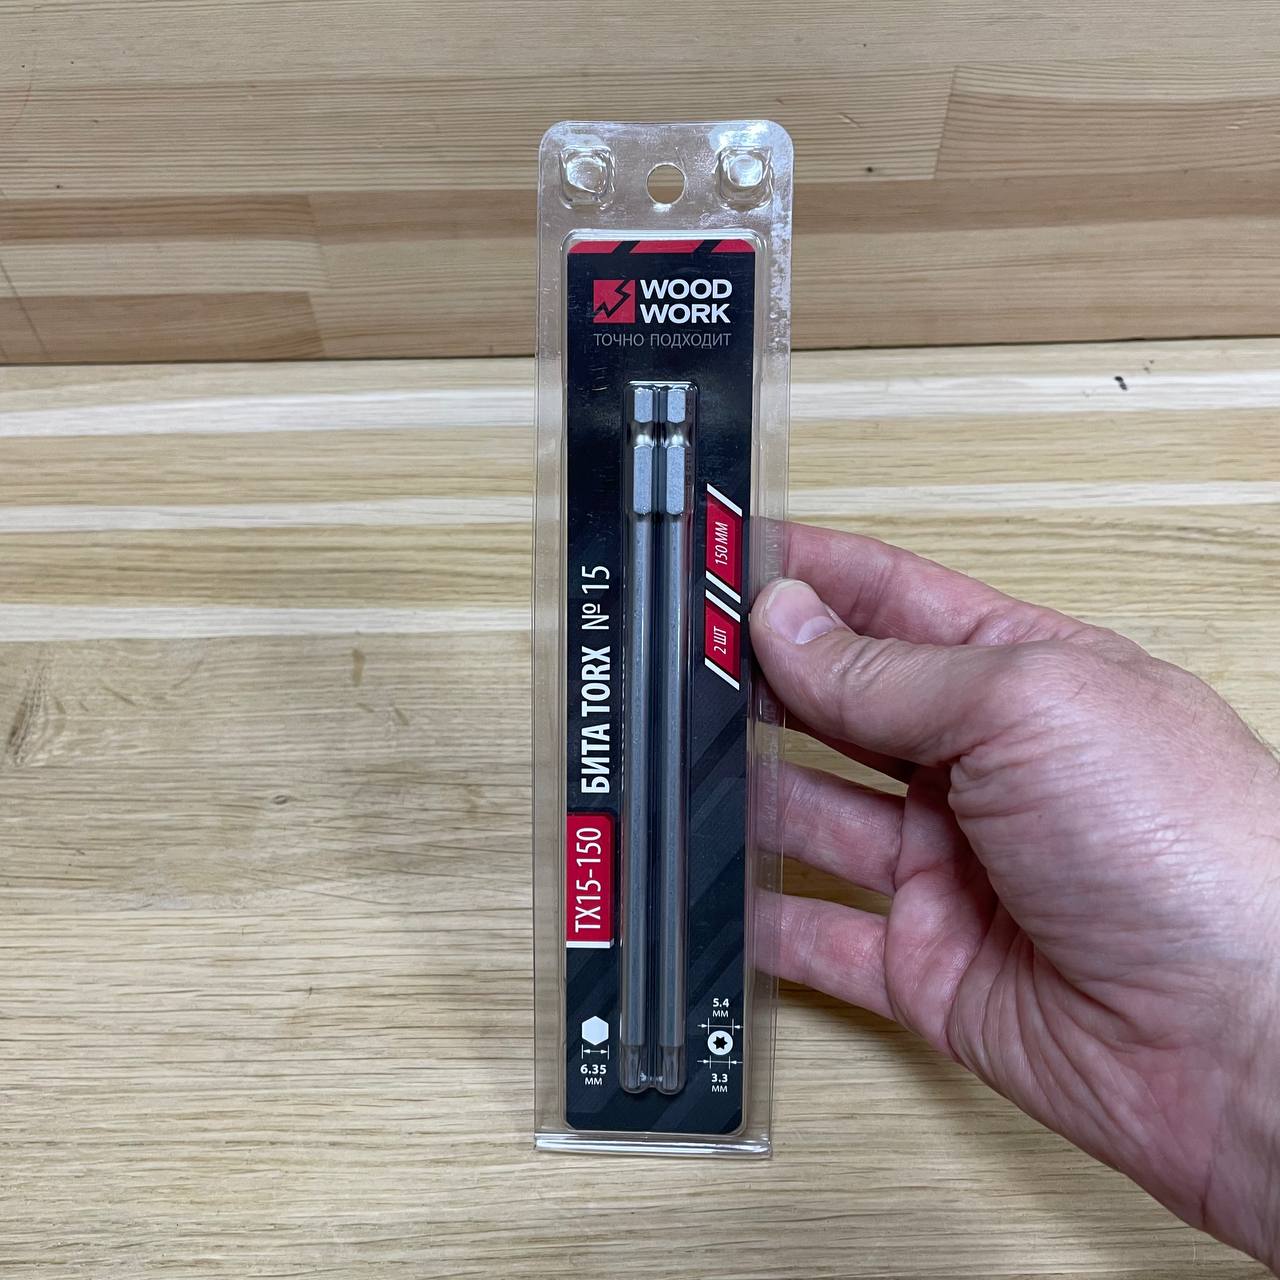 WOOD
WORK
ТОЧНО ПОДХОДИТ
БИТА TORX № 15
TX15-150
150 ММ
2 ШТ
6.35
ММ
5.4
ММ
3.3
ММ